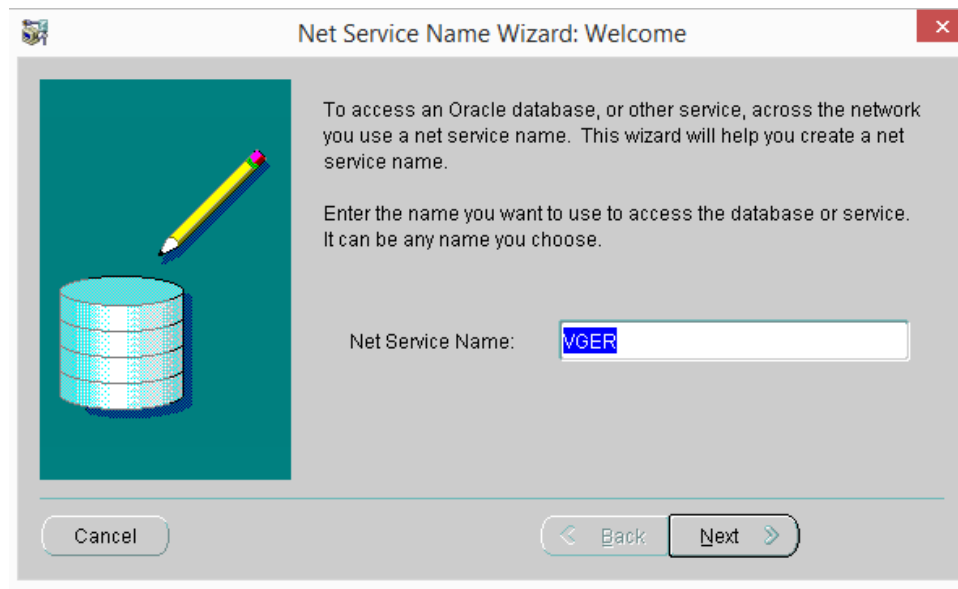 Net Service Name Wizard: Welcome
To access an Oracle database, or other service, across the network
you use a net service name. This wizard will help you create a net
service name.
Enter the name you want to use to access the database or service.
It can be any name you choose.
Net Service Name: VGER
Cancel Back Next